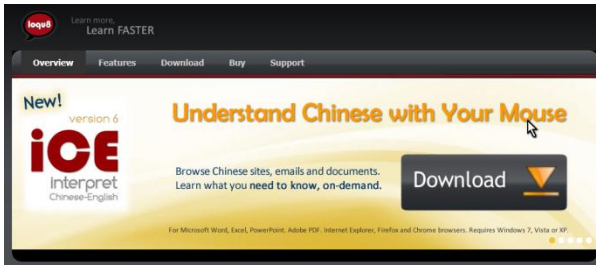 loqu8
Learn more,
Learn FASTER
Overview Features Download Buy Support
New!
version 6
iCE
Interpret
Chinese-English
Understand Chinese with Your Mouse
Browse Chinese sites, emails and documents.
Learn what you need to know, on-demand.
Download
For Microsoft Word, Excel, PowerPoint. Adobe PDF. Internet Explorer, Firefox and Chrome browsers. Requires Windows 7, Vista or XP.